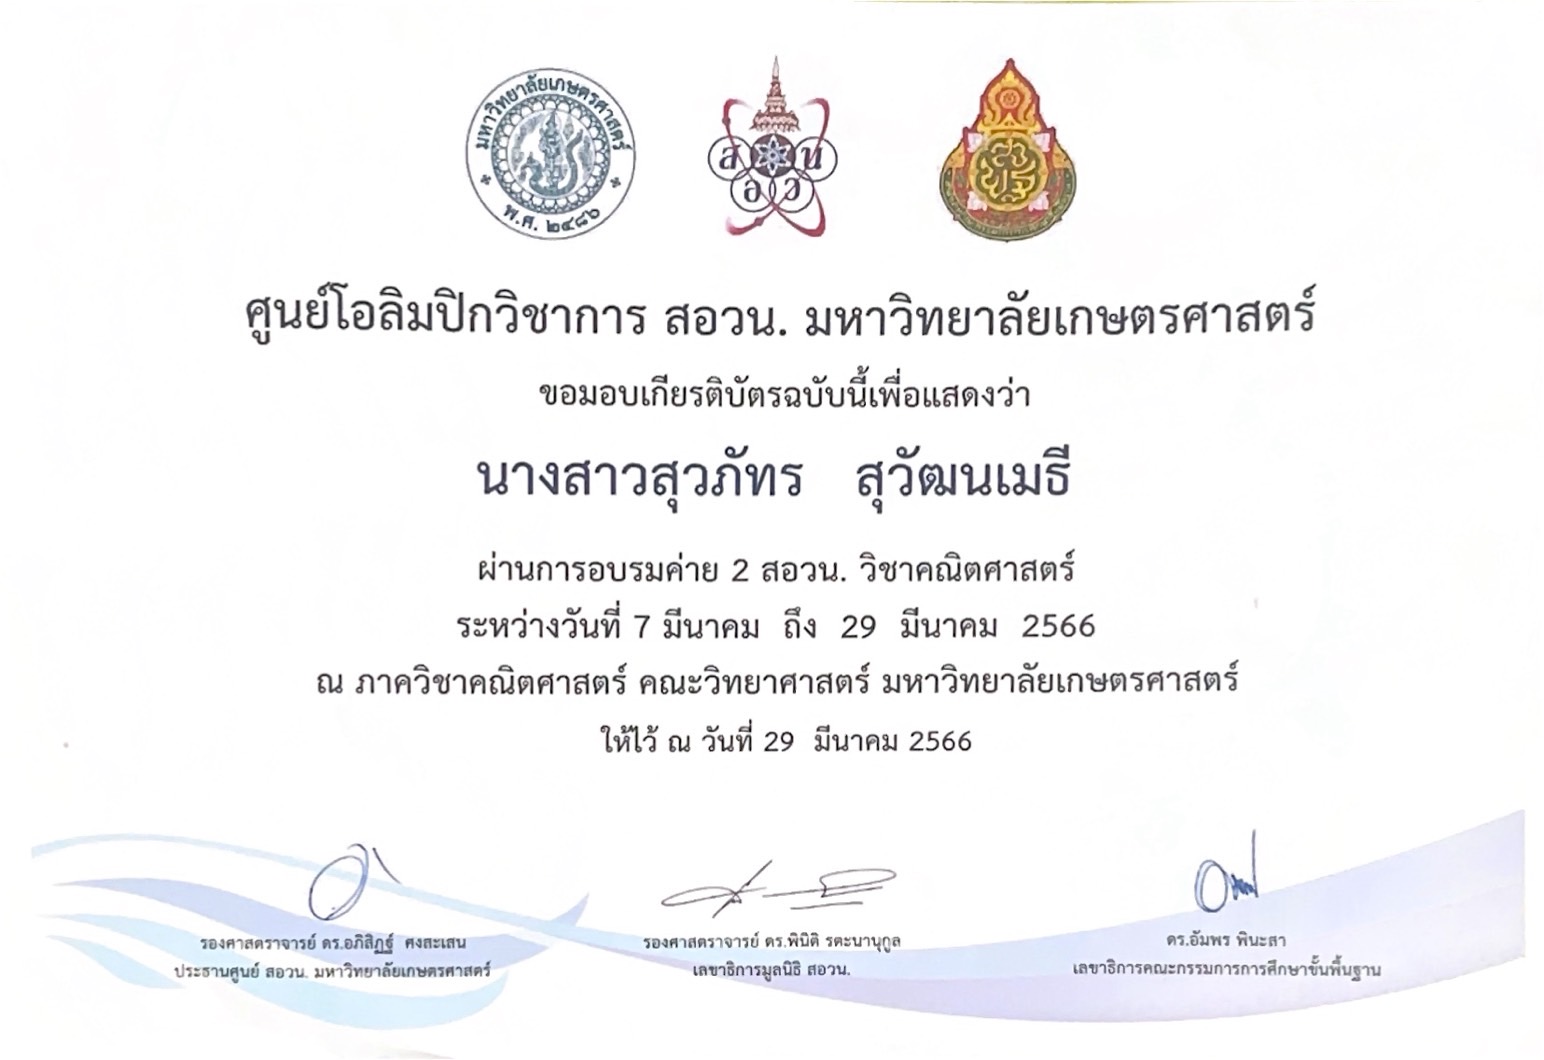 มหาวิทยาลัยเกษตรศาสตร์
พ.ศ. ๒๔๘๖
ส น
อ ว
ศูนย์โอลิมปิกวิชาการ สอวน. มหาวิทยาลัยเกษตรศาสตร์
ขอมอบเกียรติบัตรฉบับนี้เพื่อแสดงว่า
นางสาวสุวภัทร สุวัฒนเมธี
ผ่านการอบรมค่าย 2 สอวน. วิชาคณิตศาสตร์
ระหว่างวันที่ 7 มีนาคม ถึง 29 มีนาคม 2566
ณ ภาควิชาคณิตศาสตร์ คณะวิทยาศาสตร์ มหาวิทยาลัยเกษตรศาสตร์
ให้ไว้ ณ วันที่ 29 มีนาคม 2566
รองศาสตราจารย์ ดร.อภิสิฏฐ์ ศงสะเสน
ประธานศูนย์ สอวน. มหาวิทยาลัยเกษตรศาสตร์
รองศาสตราจารย์ ดร.พินิติ รตะนานุกูล
เลขาธิการมูลนิธิ สอวน.
ดร.อัมพร พินะสา
เลขาธิการคณะกรรมการการศึกษาขั้นพื้นฐาน